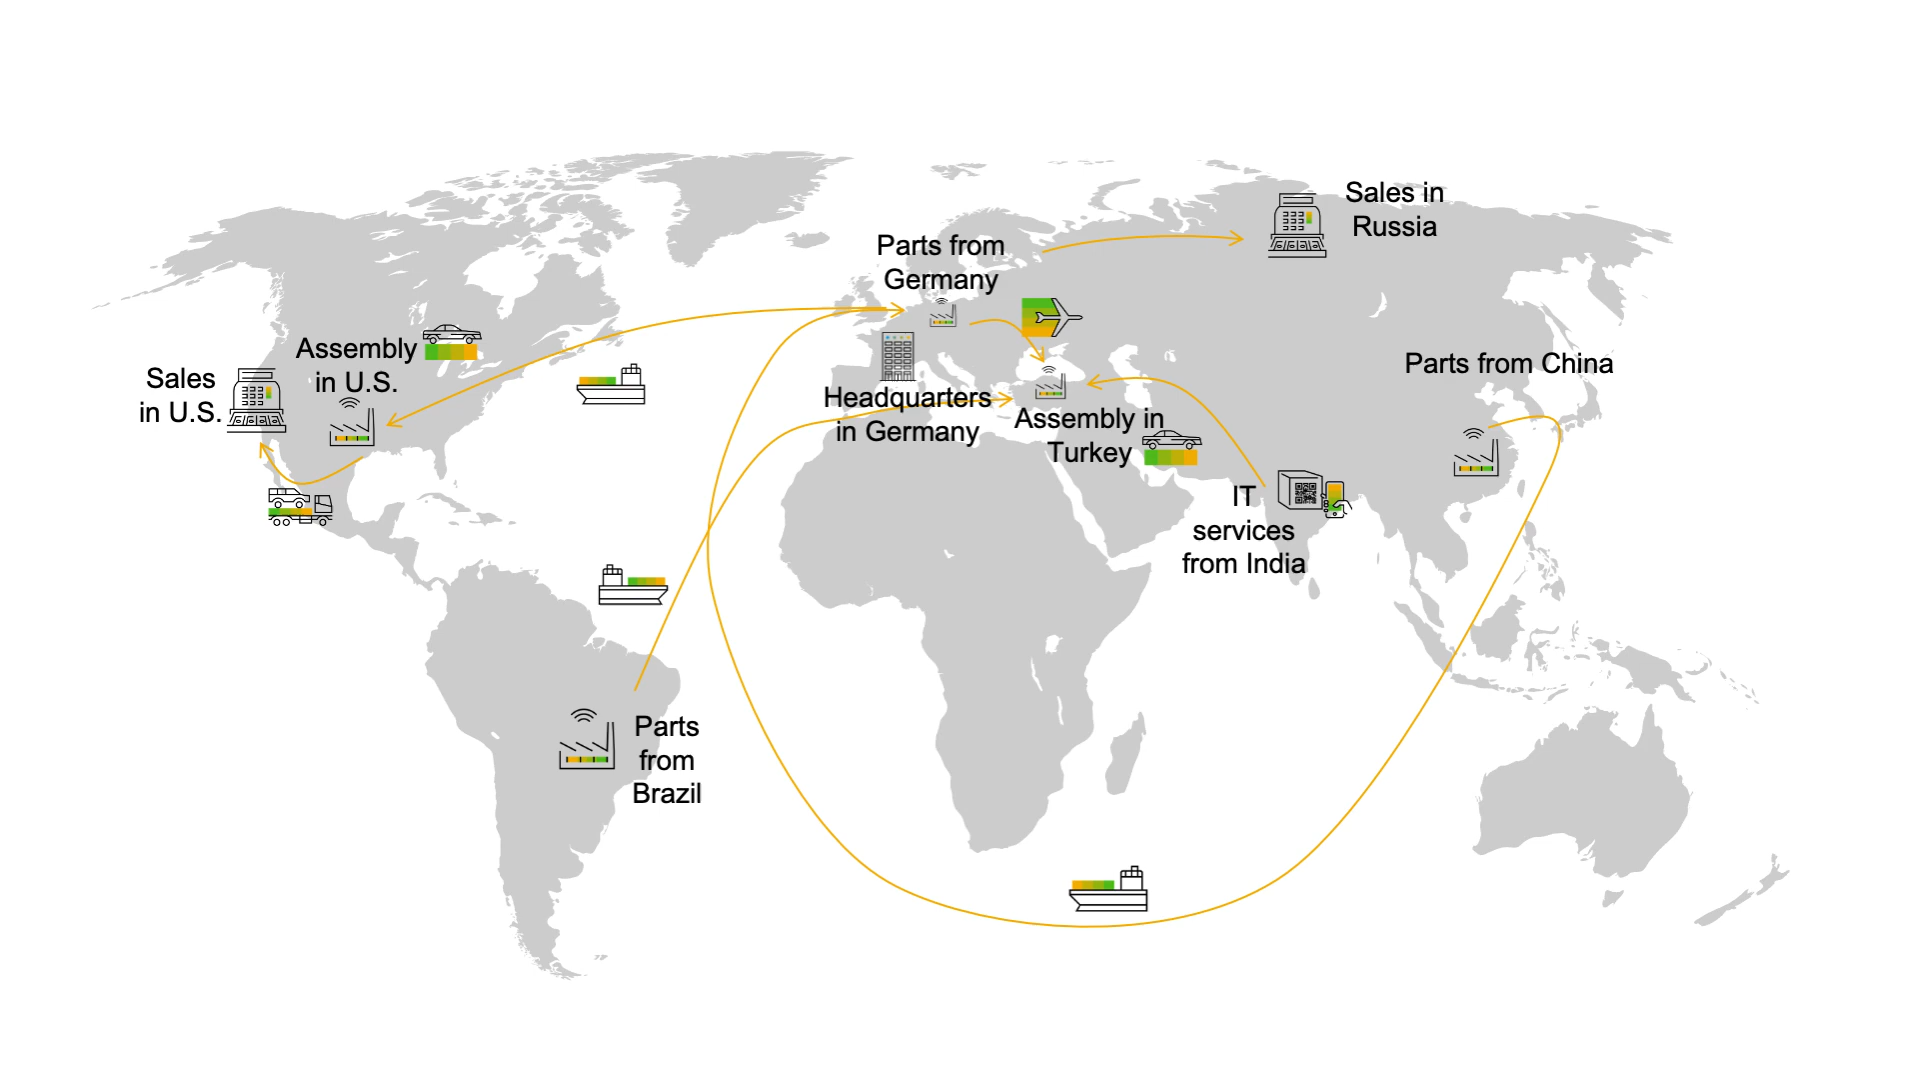 Sales in
Russia
Parts from
Germany
Assembly
in U.S.
Sales
in U.S.
Parts from China
Headquarters
in Germany
Assembly in
Turkey
IT
services
from India
Parts
from
Brazil